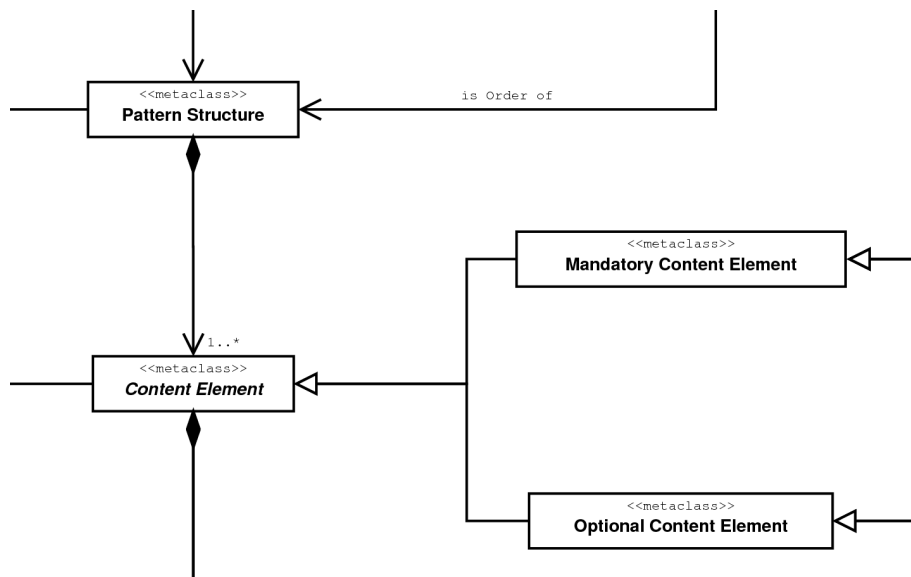 <<metaclass>>
Pattern Structure
is Order of
<<metaclass>>
Mandatory Content Element
1..*
<<metaclass>>
Content Element
<<metaclass>>
Optional Content Element